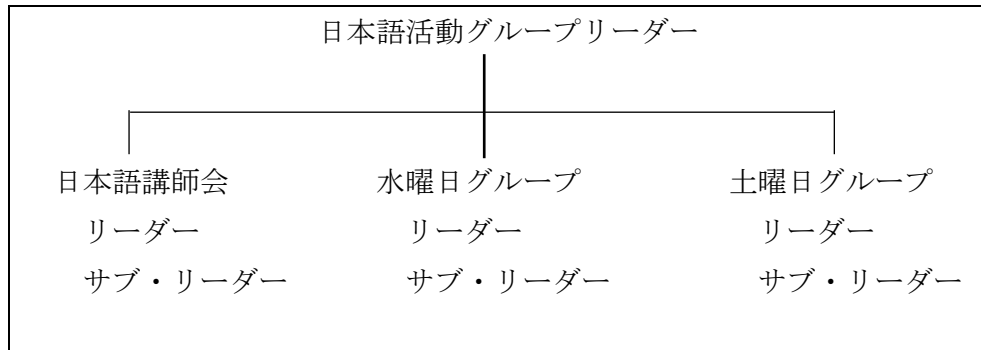 日本語活動グループリーダー
日本語講師会 水曜日グループ 土曜日グループ
リーダー リーダー リーダー
サブ・リーダー サブ・リーダー サブ・リーダー